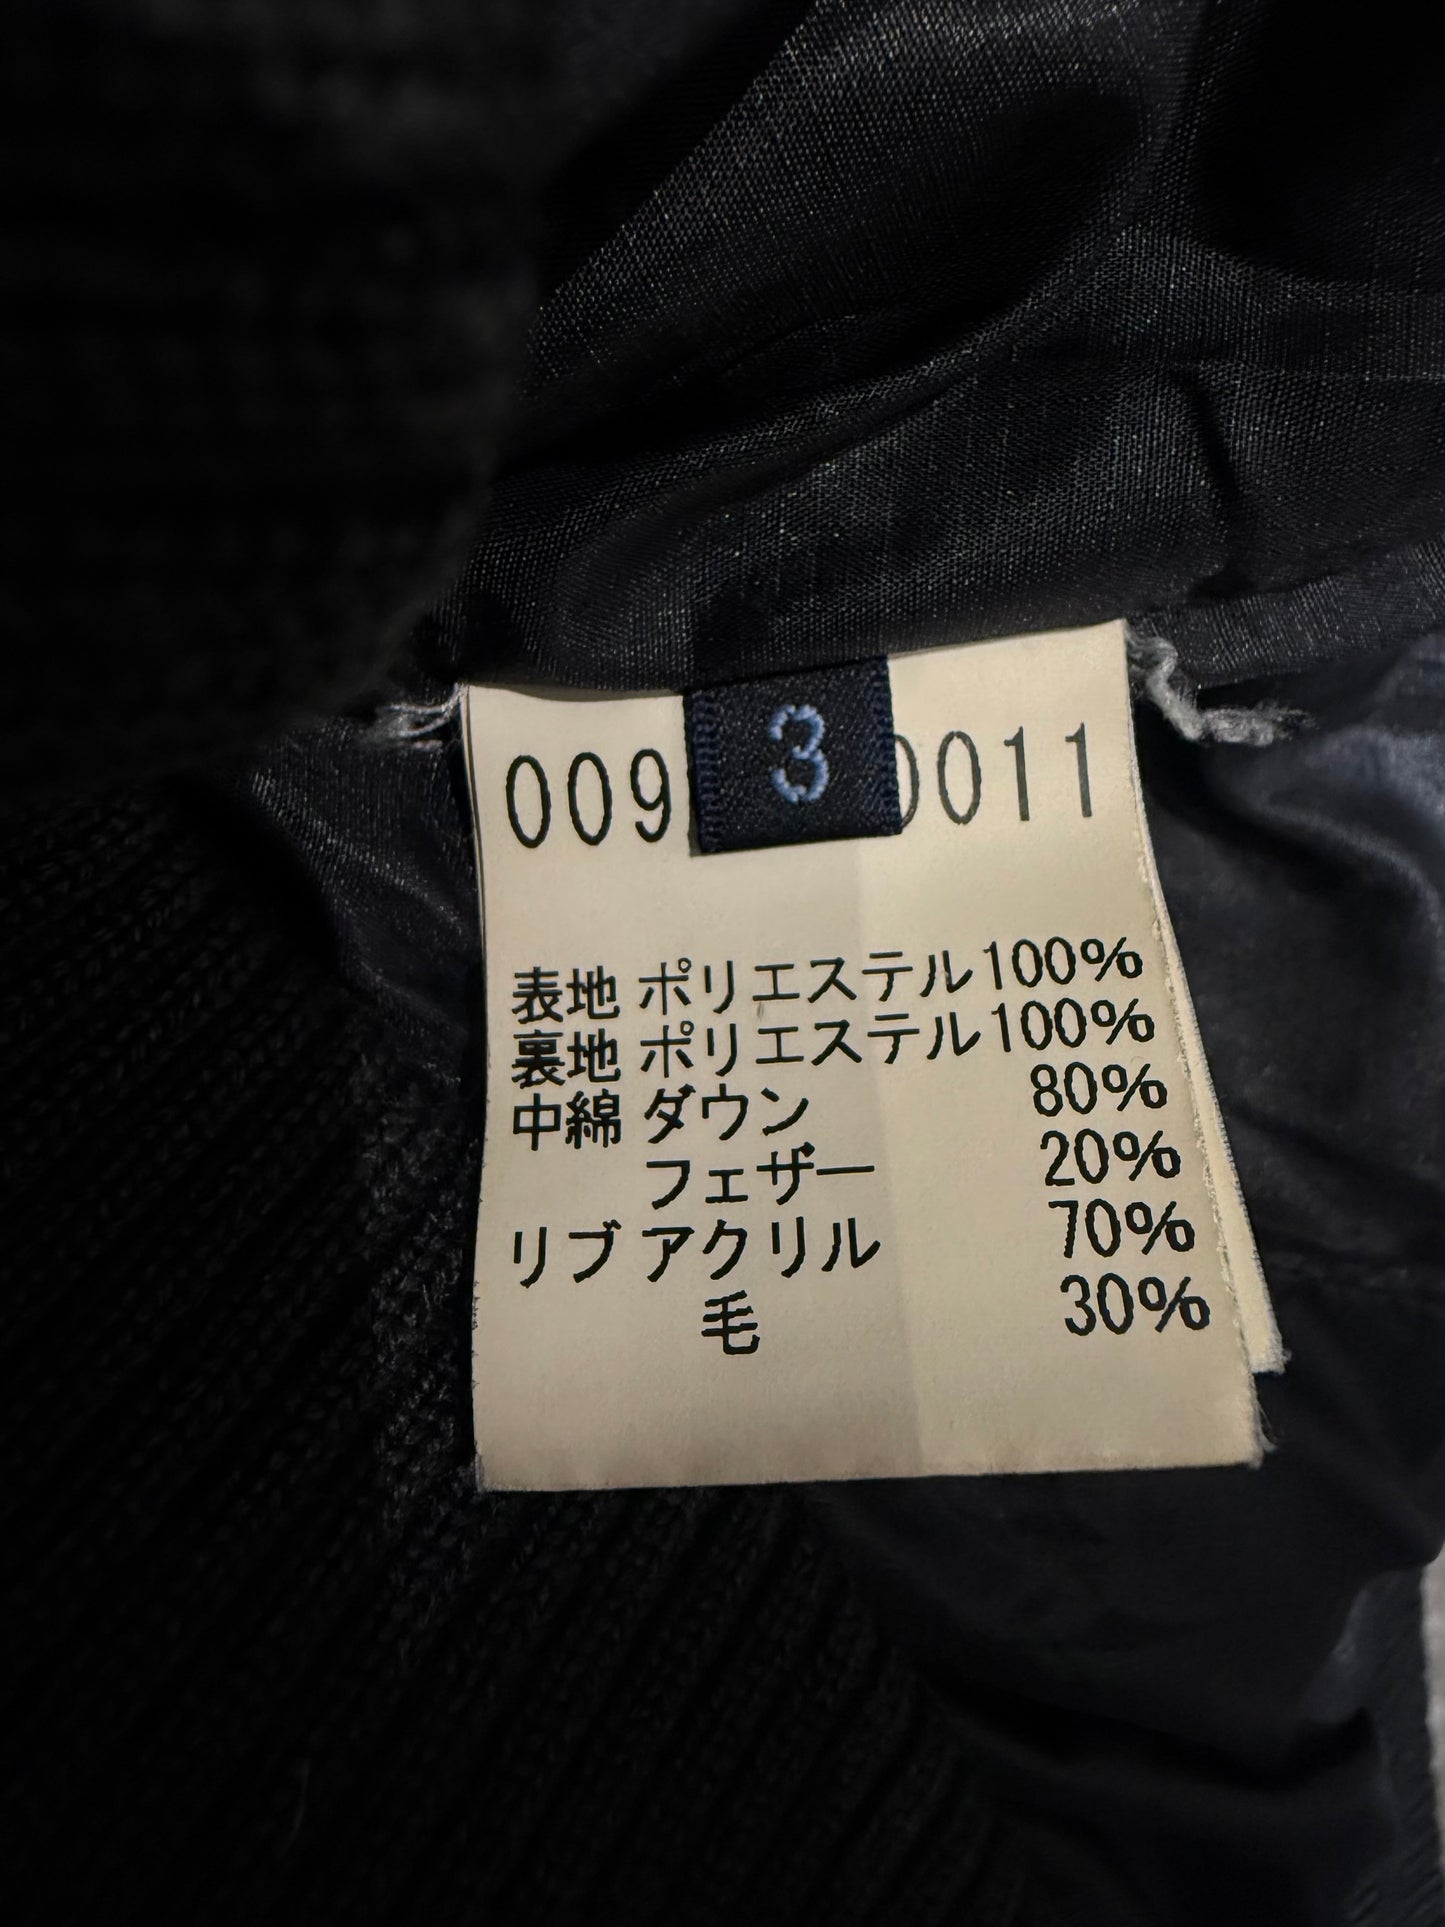 009 3 0011
表地 ポリエステル100%
裏地 ポリエステル100%
中綿 ダウン 80%
フェザー 20%
リブ アクリル 70%
毛 30%